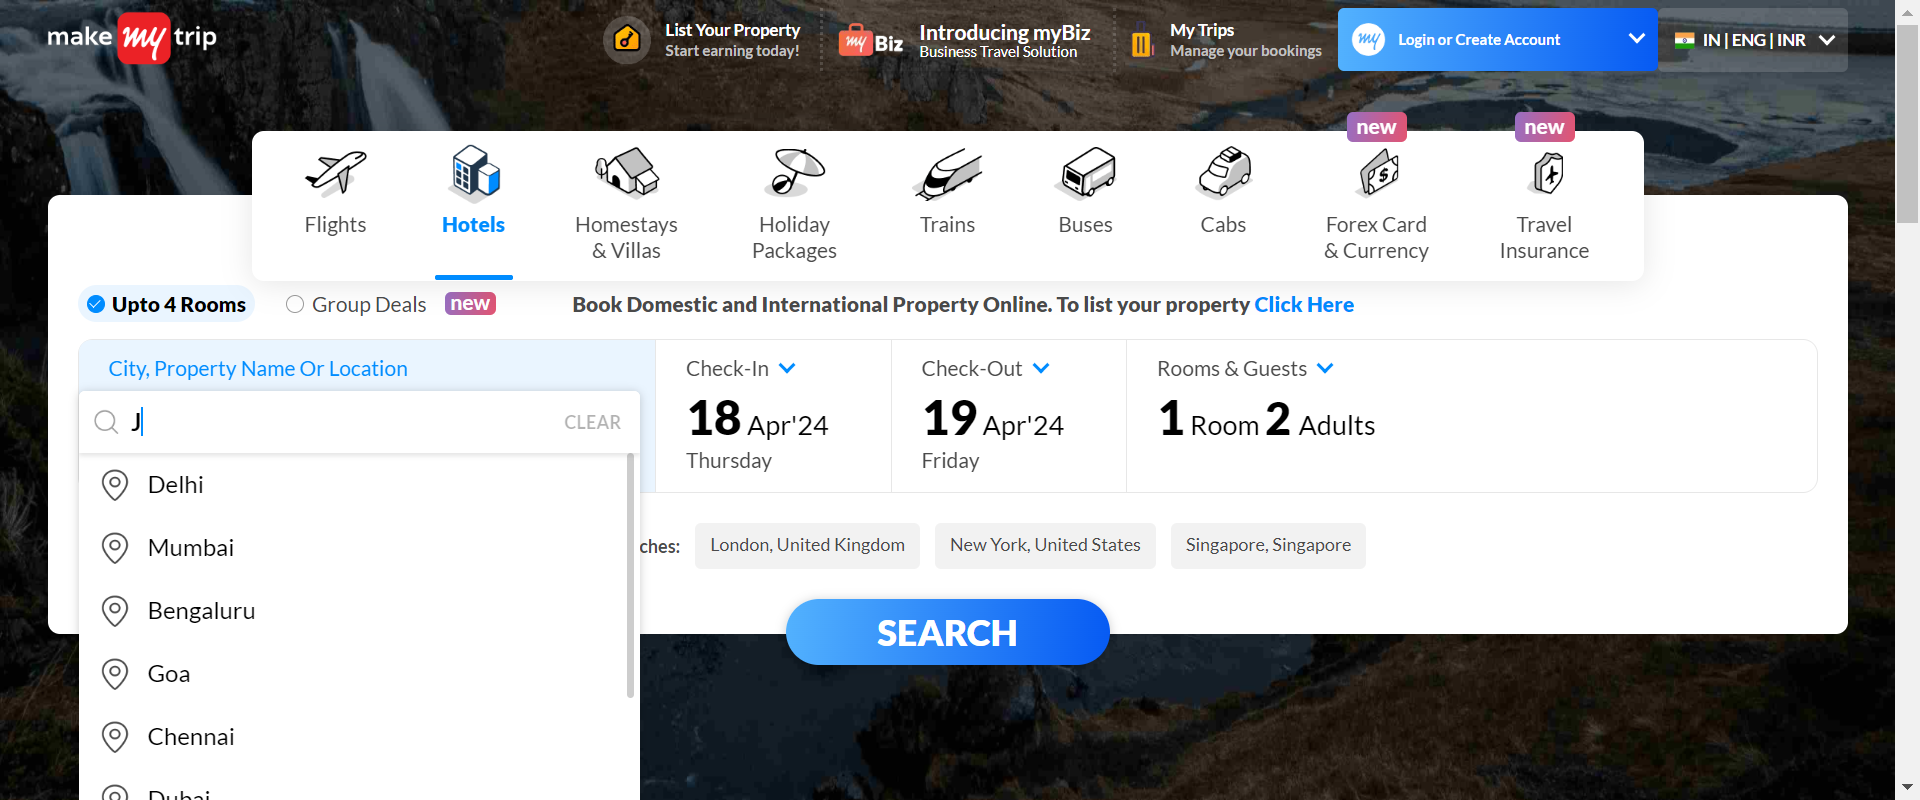 make my trip
List Your Property
Start earning today!
my Biz
Introducing myBiz
Business Travel Solution
My Trips
Manage your bookings
my Login or Create Account
IN | ENG | INR
new
new
Flights
Hotels
Homestays
& Villas
Holiday
Packages
Trains
Buses
Cabs
Forex Card
& Currency
Travel
Insurance
Upto 4 Rooms
Group Deals new
Book Domestic and International Property Online. To list your property Click Here
City, Property Name Or Location
J
CLEAR
Delhi
Mumbai
Bengaluru
Goa
Chennai
Dubai
Check-In
18 Apr'24
Thursday
Check-Out
19 Apr'24
Friday
Rooms & Guests
1 Room 2 Adults
ches:
London, United Kingdom
New York, United States
Singapore, Singapore
SEARCH